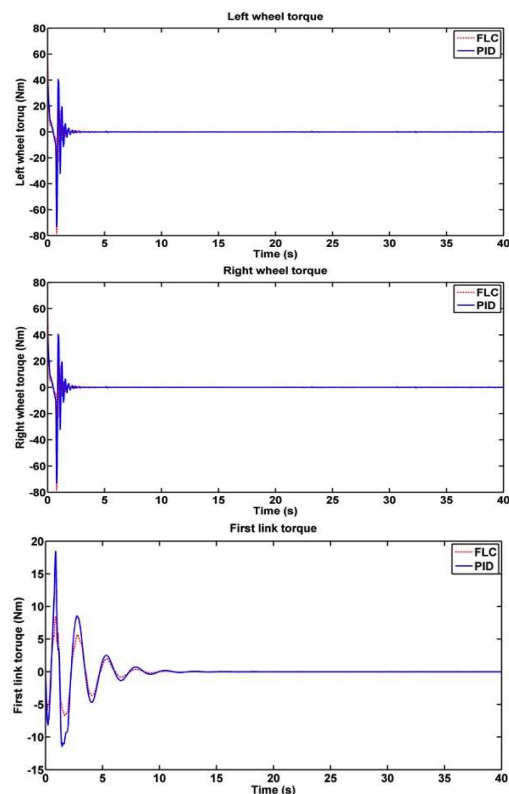 Left wheel torque
80
60
40
20
0
-20
-40
-60
-80
Left wheel toruq (Nm)
FLC
PID
0 5 10 15 20 25 30 35 40
Time (s)
Right wheel torque
80
60
40
20
0
-20
-40
-60
-80
Right wheel toruqe (Nm)
FLC
PID
0 5 10 15 20 25 30 35 40
Time (s)
First link torque
20
15
10
5
0
-5
-10
-15
First link toruqe (Nm)
FLC
PID
0 5 10 15 20 25 30 35 40
Time (s)